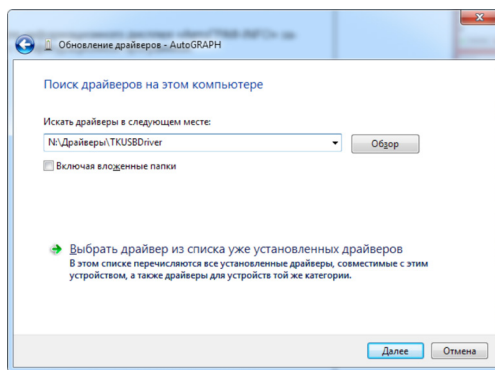 Обновление драйверов - AutoGRAPH
Поиск драйверов на этом компьютере
Искать драйверы в следующем месте:
N:\Драйверы\TKUSBDriver
Обзор
Включая вложенные папки
Выбрать драйвер из списка уже установленных драйверов
В этом списке перечисляются все установленные драйверы, совместимые с этим
устройством, а также драйверы для устройств той же категории.
Далее
Отмена